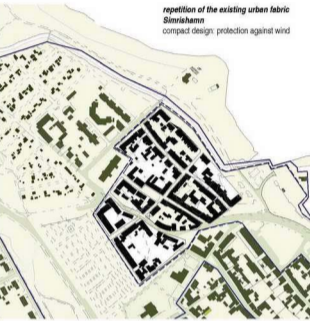 repetition of the existing urban fabric
Simrishamn
compact design: protection against wind